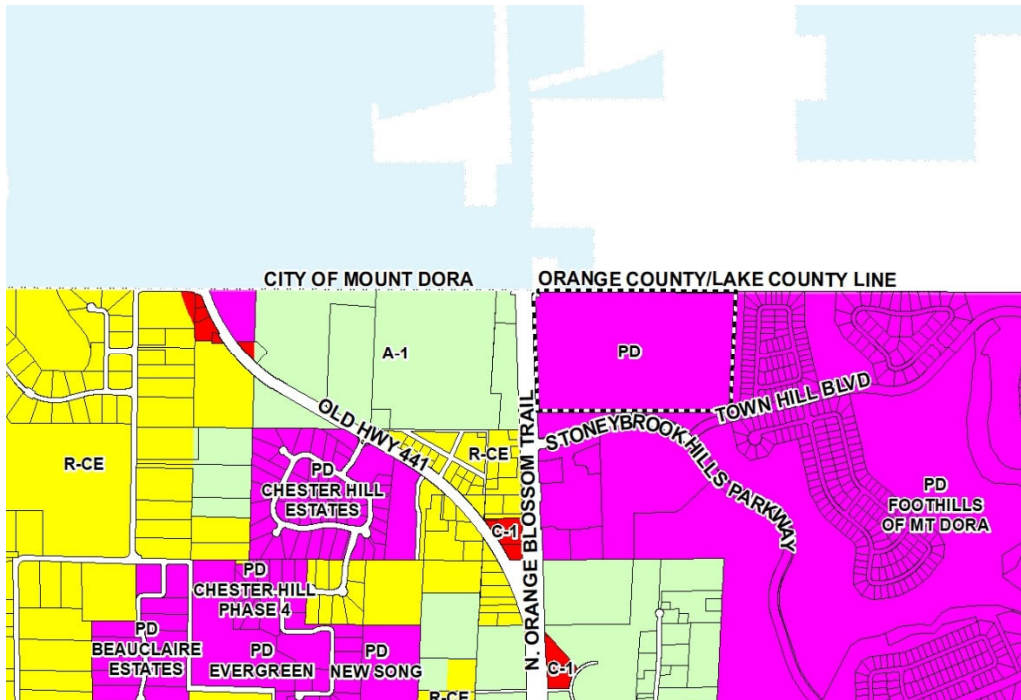 CITY OF MOUNT DORA
ORANGE COUNTY/LAKE COUNTY LINE
A-1
PD
TOWN HILL BLVD
OLD HWY 441
N. ORANGE BLOSSOM TRAIL
STONEYBROOK HILLS PARKWAY
R-CE
R-CE
PD
CHESTER HILL
ESTATES
PD
FOOTHILLS
OF MT DORA
C-1
PD
CHESTER HILL
PHASE 4
PD
BEAUCLAIRE
ESTATES
PD
EVERGREEN
PD
NEW SONG
C-1
R-CE